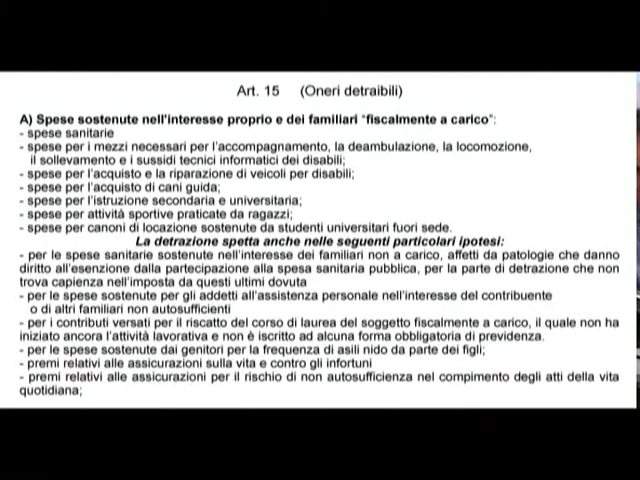 Art. 15 (Oneri detraibili)
A) Spese sostenute nell'interesse proprio e dei familiari "fiscalmente a carico":
- spese sanitarie
- spese per i mezzi necessari per l'accompagnamento, la deambulazione, la locomozione,
il sollevamento e i sussidi tecnici informatici dei disabili;
- spese per l'acquisto e la riparazione di veicoli per disabili;
- spese per l'acquisto di cani guida;
- spese per l'istruzione secondaria e universitaria;
- spese per attività sportive praticate da ragazzi;
- spese per canoni di locazione sostenute da studenti universitari fuori sede.
La detrazione spetta anche nelle seguenti particolari ipotesi:
- per le spese sanitarie sostenute nell'interesse dei familiari non a carico, affetti da patologie che danno
diritto all'esenzione dalla partecipazione alla spesa sanitaria pubblica, per la parte di detrazione che non
trova capienza nell'imposta da questi ultimi dovuta
- per le spese sostenute per gli addetti all'assistenza personale nell'interesse del contribuente
o di altri familiari non autosufficienti
- per i contributi versati per il riscatto del corso di laurea del soggetto fiscalmente a carico, il quale non ha
iniziato ancora l'attività lavorativa e non è iscritto ad alcuna forma obbligatoria di previdenza.
- per le spese sostenute dai genitori per la frequenza di asili nido da parte dei figli;
- premi relativi alle assicurazioni sulla vita e contro gli infortuni
- premi relativi alle assicurazioni per il rischio di non autosufficienza nel compimento degli atti della vita
quotidiana;